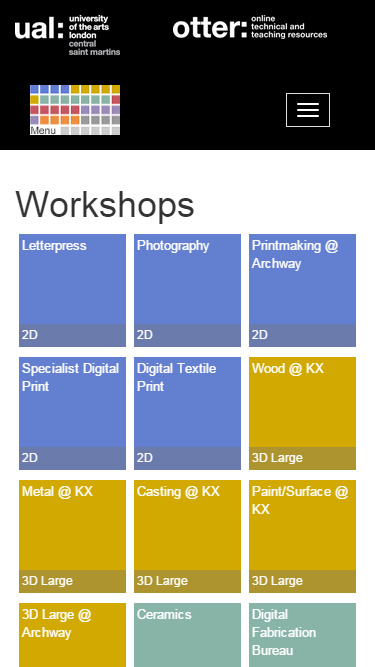 ual: university
of the arts
london
central
saint martins
otter: online
technical and
teaching resources
Menu
Workshops
Letterpress
2D
Photography
2D
Printmaking @
Archway
2D
Specialist Digital
Print
2D
Digital Textile
Print
2D
Wood @ KX
3D Large
Metal @ KX
3D Large
Casting @ KX
3D Large
Paint/Surface @
KX
3D Large
3D Large @
Archway
Ceramics
Digital
Fabrication
Bureau